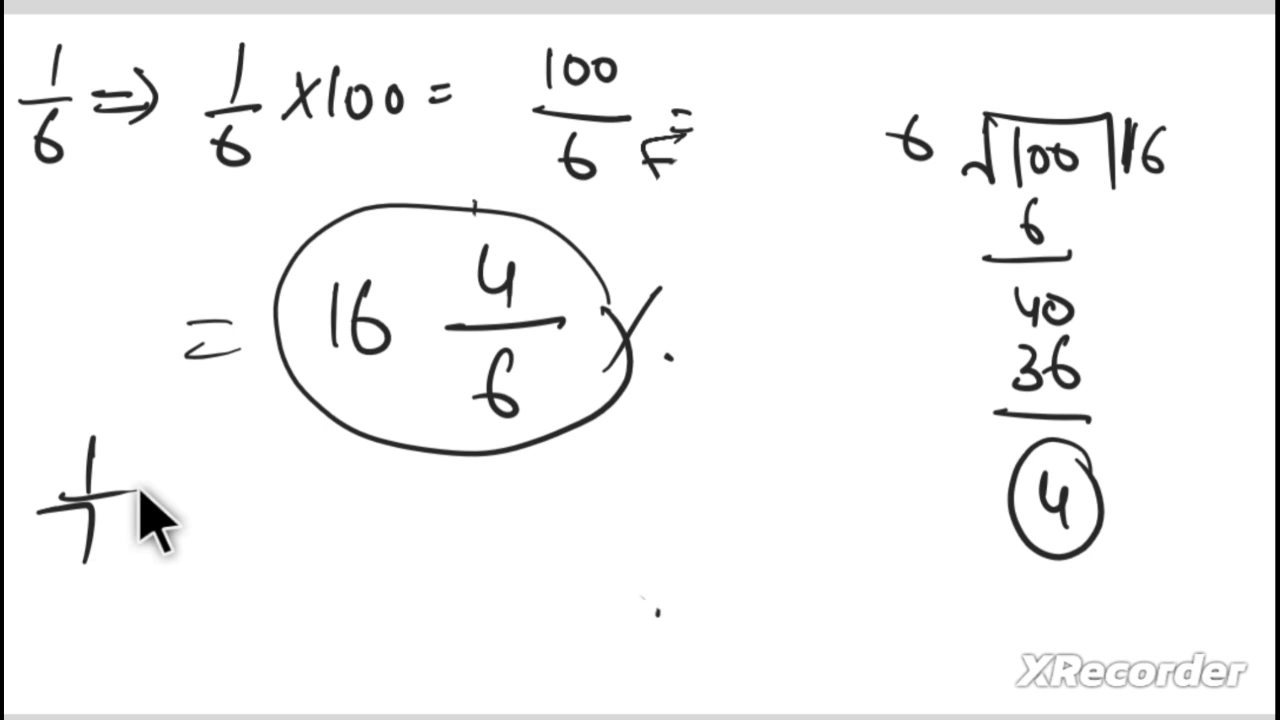 1/6 ⇒ 1/6 X100 = 100/6 =
= 16 4/6 %.
1/7
6 √100 16
6
40
36
4
XRecorder